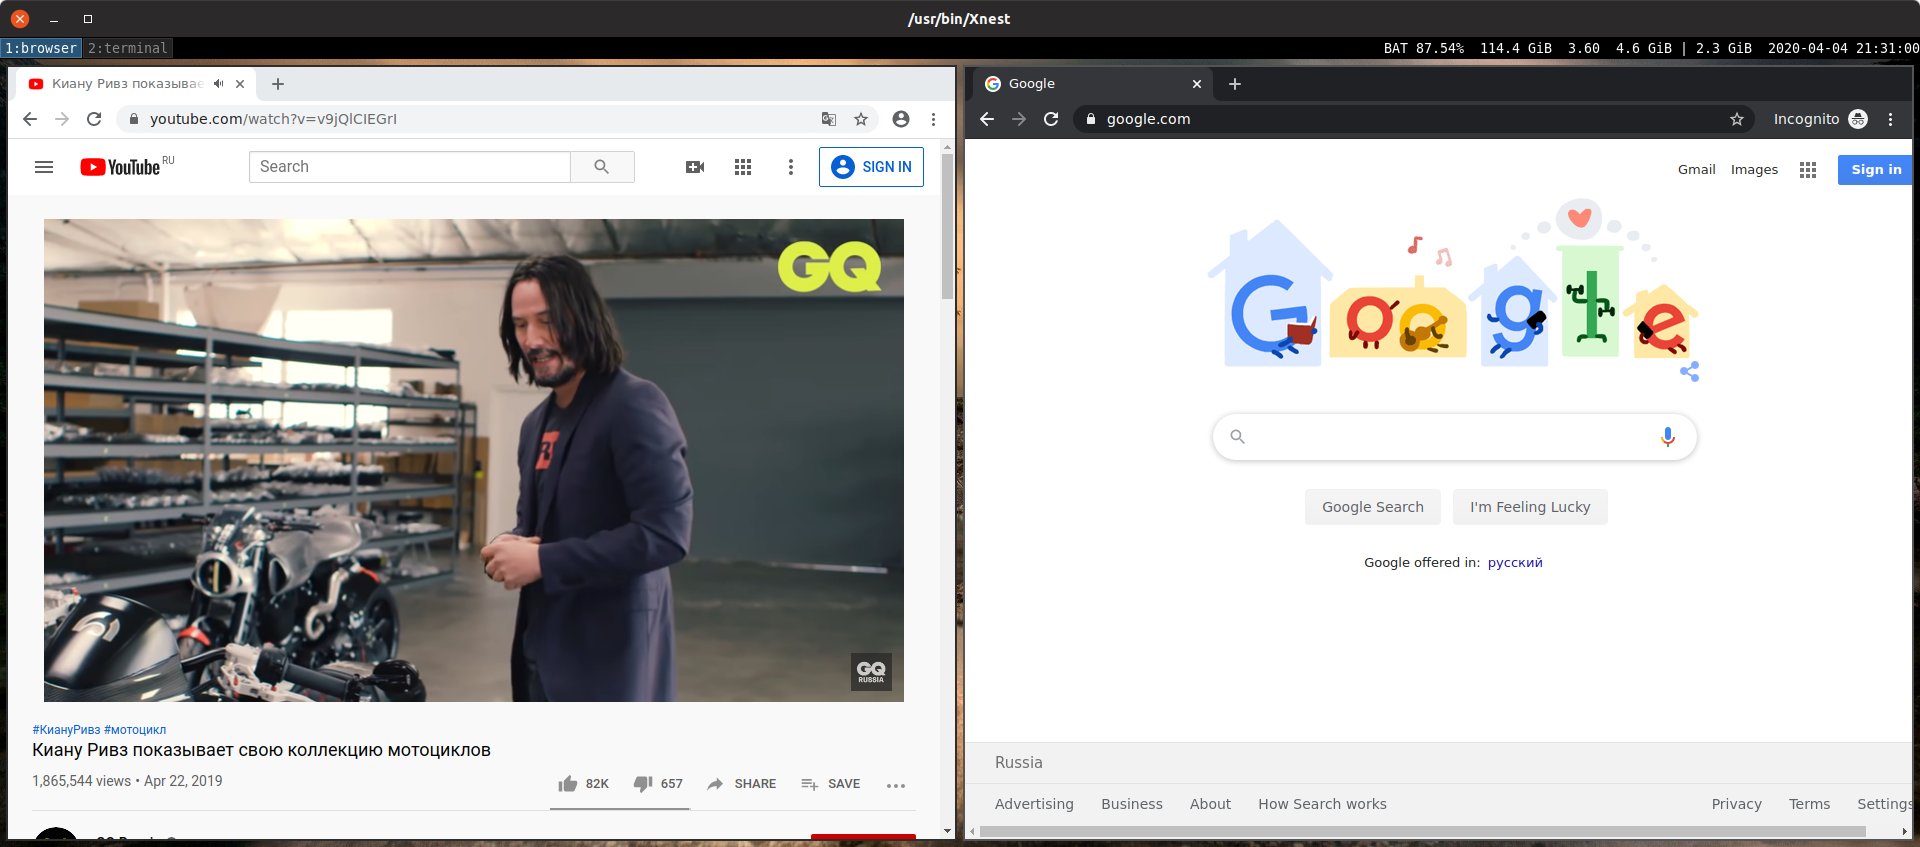 /usr/bin/Xnest
1:browser 2:terminal
BAT 87.54% 114.4 GiB 3.60 4.6 GiB | 2.3 GiB 2020-04-04 21:31:00
Киану Ривз показывае
youtube.com/watch?v=v9jQlCIEGrI
YouTube RU
Search
SIGN IN
GQ
GQ
RUSSIA
#КиануРивз #мотоцикл
Киану Ривз показывает свою коллекцию мотоциклов
1,865,544 views • Apr 22, 2019
82K 657 SHARE SAVE
Google
google.com
Incognito
Gmail Images Sign in
Google
Google Search I'm Feeling Lucky
Google offered in: русский
Russia
Advertising Business About How Search works Privacy Terms Settings